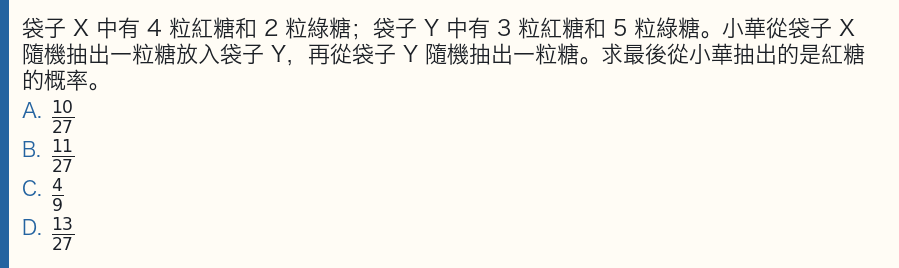 袋子 X 中有 4 粒紅糖和 2 粒綠糖；袋子 Y 中有 3 粒紅糖和 5 粒綠糖。小華從袋子 X
隨機抽出一粒糖放入袋子 Y，再從袋子 Y 隨機抽出一粒糖。求最後從小華抽出的是紅糖
的概率。
A. 10/27
B. 11/27
C. 4/9
D. 13/27